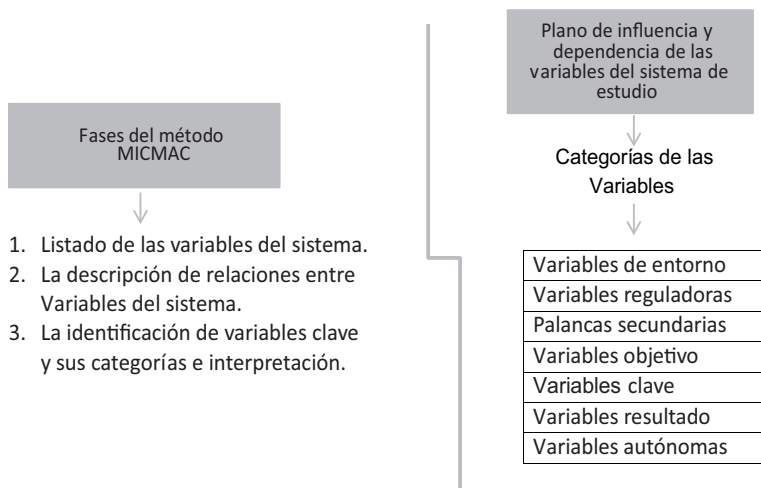 Fases del método
MICMAC
1. Listado de las variables del sistema.
2. La descripción de relaciones entre
Variables del sistema.
3. La identificación de variables clave
y sus categorías e interpretación.
Plano de influencia y
dependencia de las
variables del sistema de
estudio
Categorías de las
Variables
Variables de entorno
Variables reguladoras
Palancas secundarias
Variables objetivo
Variables clave
Variables resultado
Variables autónomas